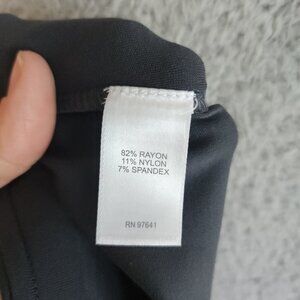 82% RAYON
11% NYLON
7% SPANDEX
RN 97641